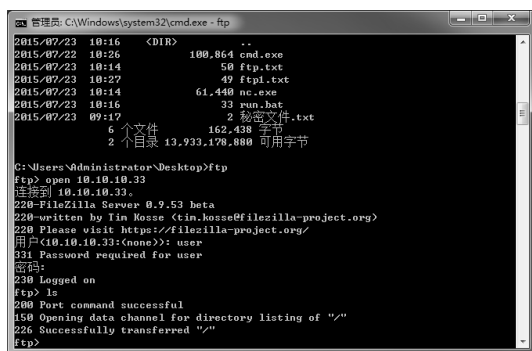 管理员: C:\Windows\system32\cmd.exe - ftp
2015/07/23  10:16    <DIR>          ..
2015/07/22  10:26           100,864 cmd.exe
2015/07/23  10:14                50 ftp.txt
2015/07/23  10:27                49 ftp1.txt
2015/07/23  10:14            61,440 nc.exe
2015/07/23  10:16                33 run.bat
2015/07/23  09:17                 2 秘密文件.txt
6 个文件        162,438 字节
2 个目录 13,933,178,880 可用字节
C:\Users\Administrator\Desktop>ftp
ftp> open 10.10.10.33
连接到 10.10.10.33。
220-FileZilla Server 0.9.53 beta
220-written by Tim Kosse (tim.kosse@filezilla-project.org)
220 Please visit https://filezilla-project.org/
用户(10.10.10.33:(none)): user
331 Password required for user
密码:
230 Logged on
ftp> ls
200 Port command successful
150 Opening data channel for directory listing of "/"
226 Successfully transferred "/"
ftp>